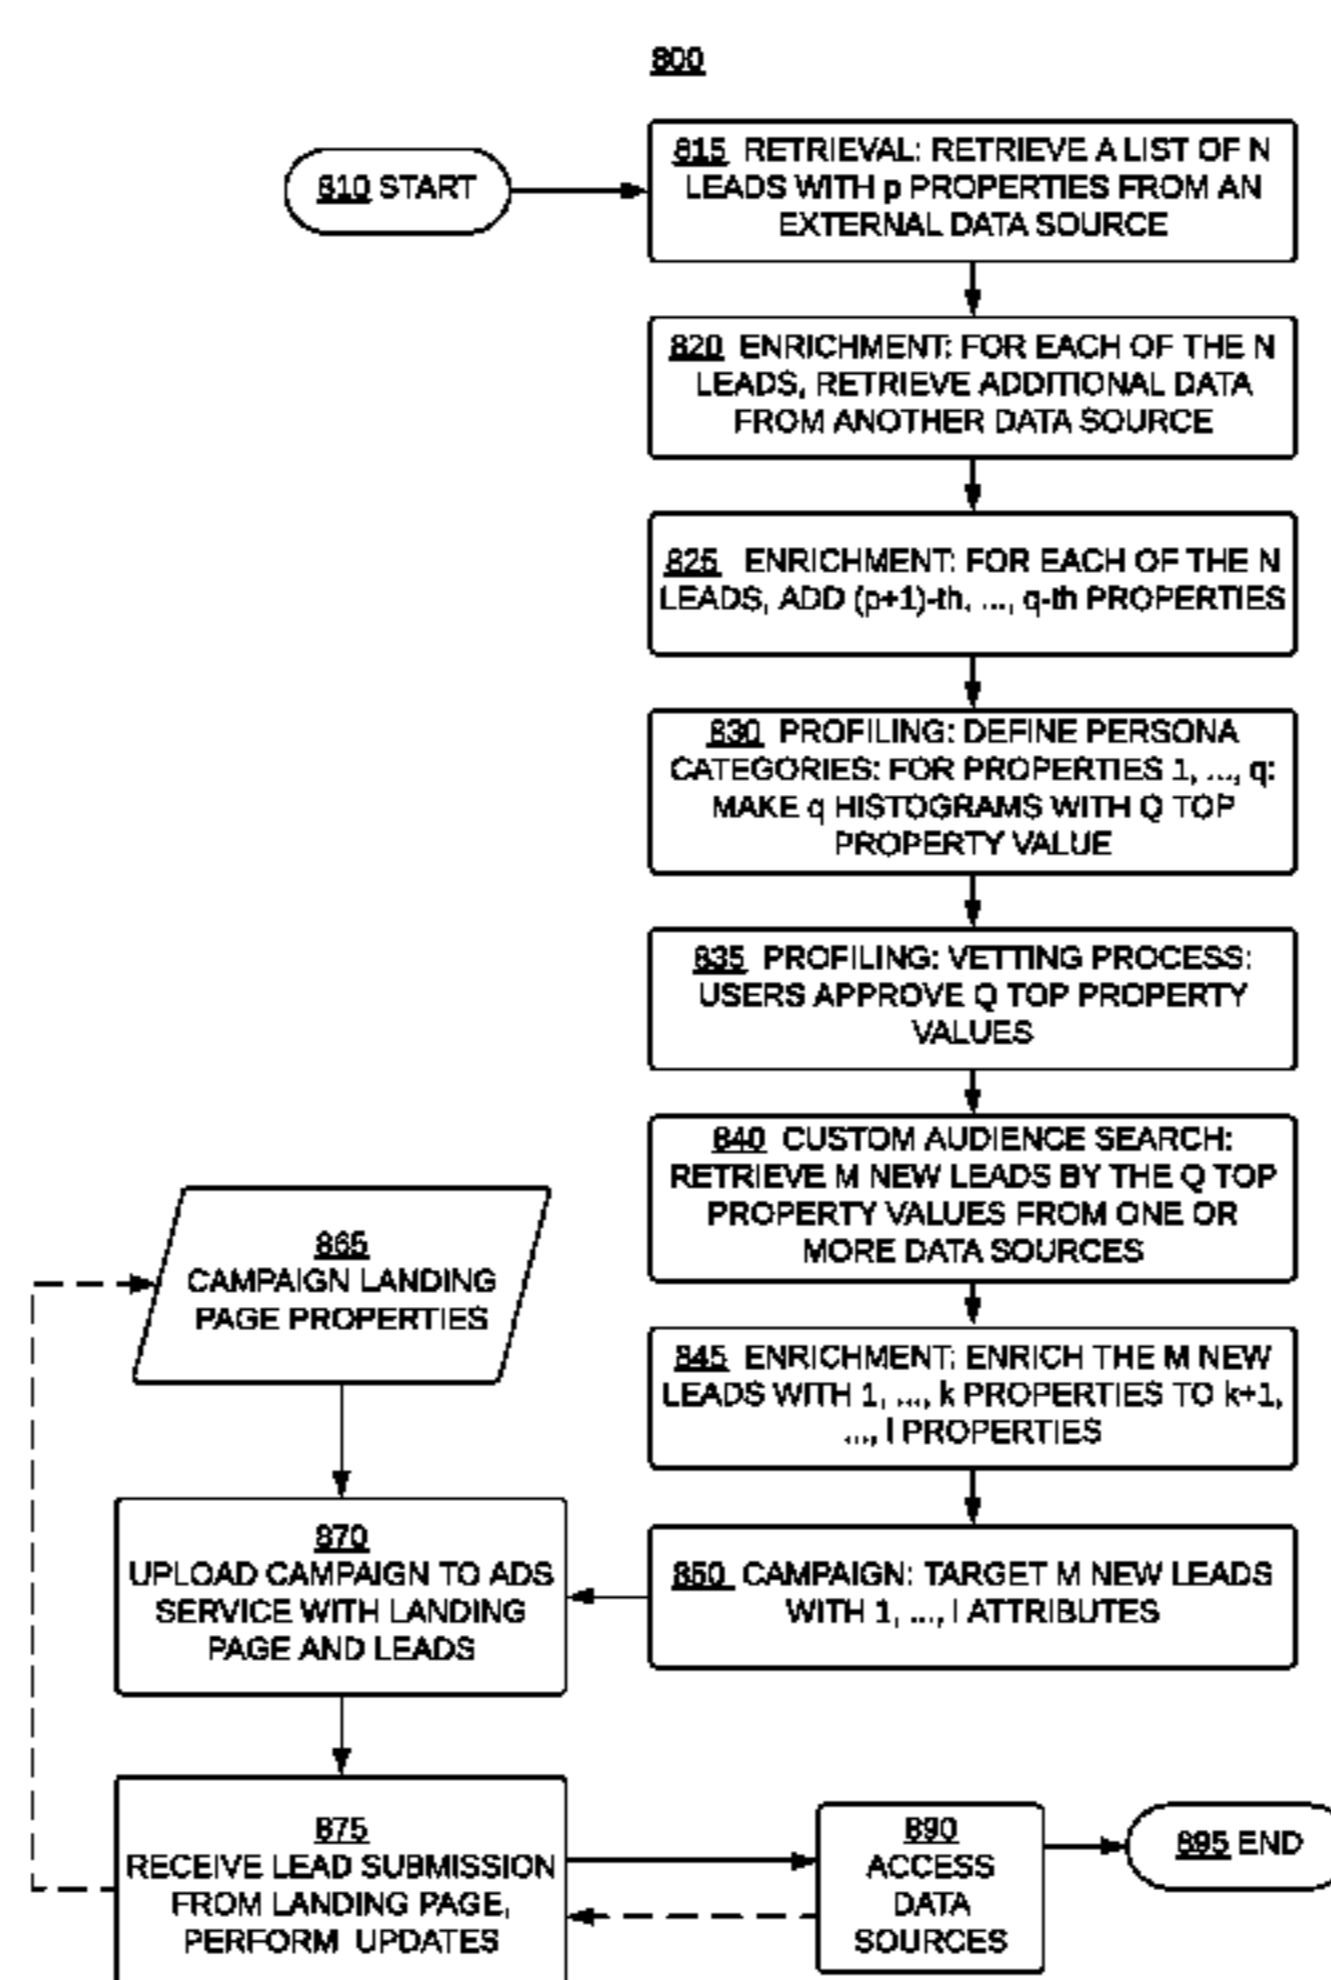 800
810 START
815 RETRIEVAL: RETRIEVE A LIST OF N
LEADS WITH p PROPERTIES FROM AN
EXTERNAL DATA SOURCE
820 ENRICHMENT: FOR EACH OF THE N
LEADS, RETRIEVE ADDITIONAL DATA
FROM ANOTHER DATA SOURCE
825 ENRICHMENT: FOR EACH OF THE N
LEADS, ADD (p+1)-th, ..., q-th PROPERTIES
830 PROFILING: DEFINE PERSONA
CATEGORIES: FOR PROPERTIES 1, ..., q:
MAKE q HISTOGRAMS WITH Q TOP
PROPERTY VALUE
835 PROFILING: VETTING PROCESS:
USERS APPROVE Q TOP PROPERTY
VALUES
840 CUSTOM AUDIENCE SEARCH:
RETRIEVE M NEW LEADS BY THE Q TOP
PROPERTY VALUES FROM ONE OR
MORE DATA SOURCES
845 ENRICHMENT: ENRICH THE M NEW
LEADS WITH 1, ..., k PROPERTIES TO k+1,
..., l PROPERTIES
850 CAMPAIGN: TARGET M NEW LEADS
WITH 1, ..., l ATTRIBUTES
865
CAMPAIGN LANDING
PAGE PROPERTIES
870
UPLOAD CAMPAIGN TO ADS
SERVICE WITH LANDING
PAGE AND LEADS
875
RECEIVE LEAD SUBMISSION
FROM LANDING PAGE,
PERFORM UPDATES
890
ACCESS
DATA
SOURCES
895 END